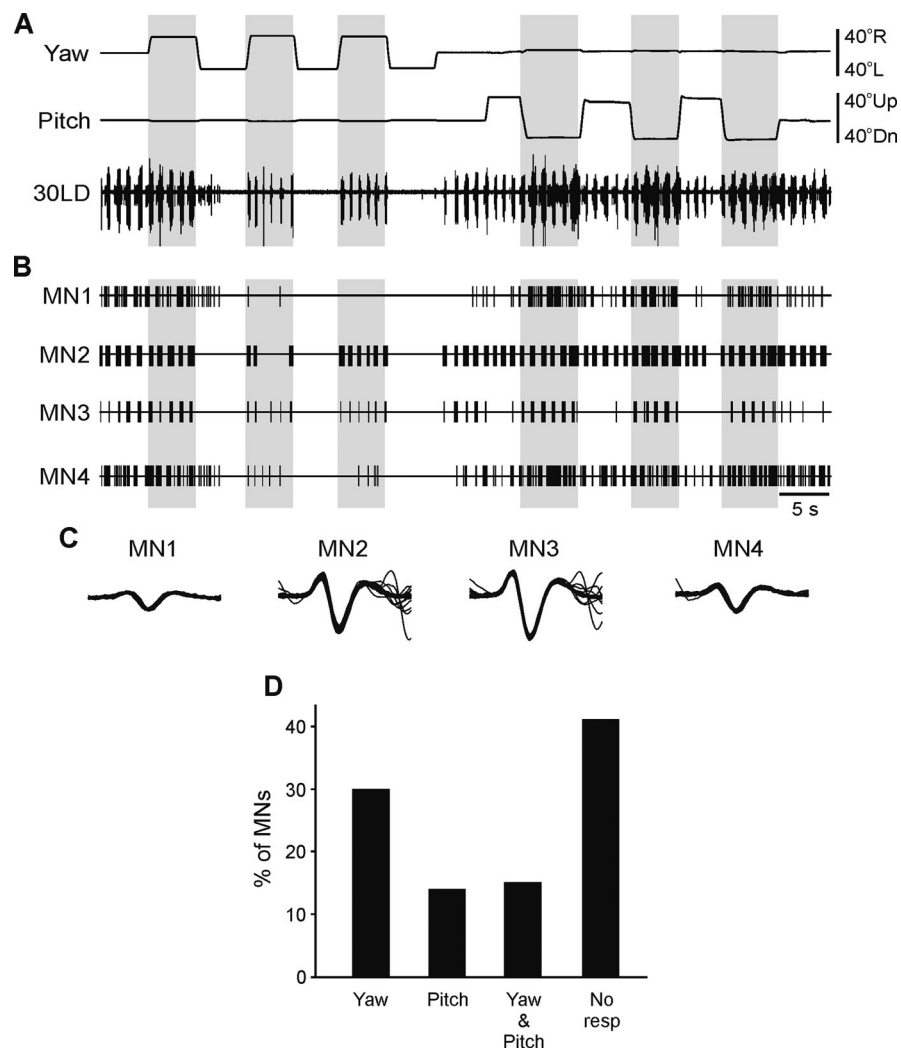 A
Yaw
40°R
40°L
Pitch
40°Up
40°Dn
30LD
B
MN1
MN2
MN3
MN4
5 s
C
MN1 MN2 MN3 MN4
D
% of MNs
40
30
20
10
0
Yaw Pitch Yaw No
& resp
Pitch